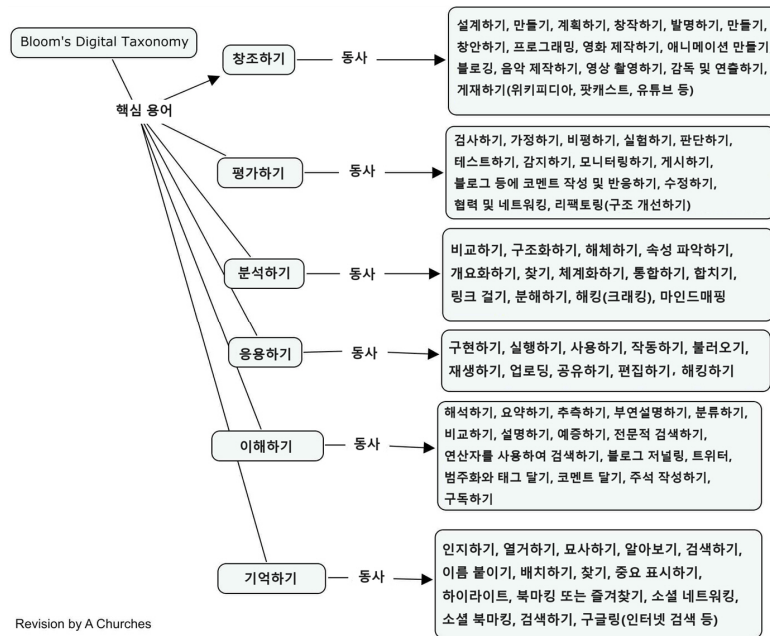 Bloom's Digital Taxonomy
핵심 용어
창조하기
동사
설계하기, 만들기, 계획하기, 창작하기, 발명하기, 만들기,
창안하기, 프로그래밍, 영화 제작하기, 애니메이션 만들기
블로깅, 음악 제작하기, 영상 촬영하기, 감독 및 연출하기,
게재하기(위키피디아, 팟캐스트, 유튜브 등)
평가하기
동사
검사하기, 가정하기, 비평하기, 실험하기, 판단하기,
테스트하기, 감지하기, 모니터링하기, 게시하기,
블로그 등에 코멘트 작성 및 반응하기, 수정하기,
협력 및 네트워킹, 리팩토링(구조 개선하기)
분석하기
동사
비교하기, 구조화하기, 해체하기, 속성 파악하기,
개요화하기, 찾기, 체계화하기, 통합하기, 합치기,
링크 걸기, 분해하기, 해킹(크래킹), 마인드매핑
응용하기
동사
구현하기, 실행하기, 사용하기, 작동하기, 불러오기,
재생하기, 업로딩, 공유하기, 편집하기, 해킹하기
이해하기
동사
해석하기, 요약하기, 추측하기, 부연설명하기, 분류하기,
비교하기, 설명하기, 예증하기, 전문적 검색하기,
연산자를 사용하여 검색하기, 블로그 저널링, 트위터,
범주화와 태그 달기, 코멘트 달기, 주석 작성하기,
구독하기
기억하기
동사
인지하기, 열거하기, 묘사하기, 알아보기, 검색하기,
이름 붙이기, 배치하기, 찾기, 중요 표시하기,
하이라이트, 북마킹 또는 즐겨찾기, 소셜 네트워킹,
소셜 북마킹, 검색하기, 구글링(인터넷 검색 등)
Revision by A Churches